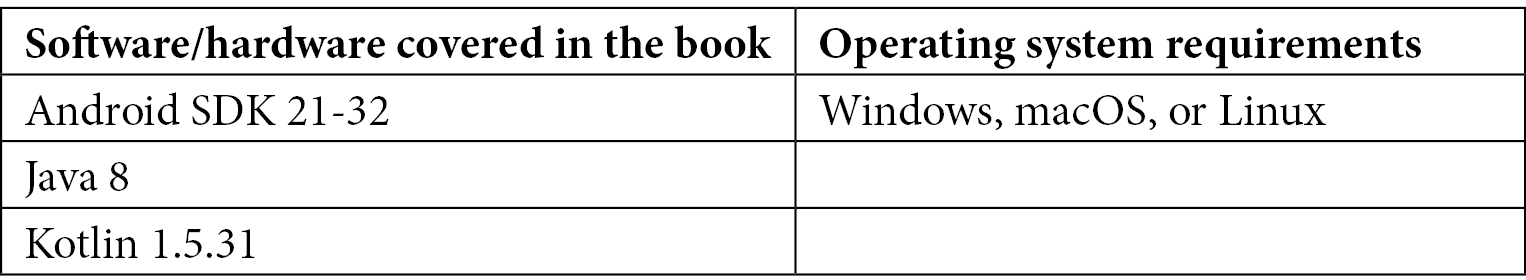 Software/hardware covered in the book Operating system requirements
Android SDK 21-32 Windows, macOS, or Linux
Java 8
Kotlin 1.5.31